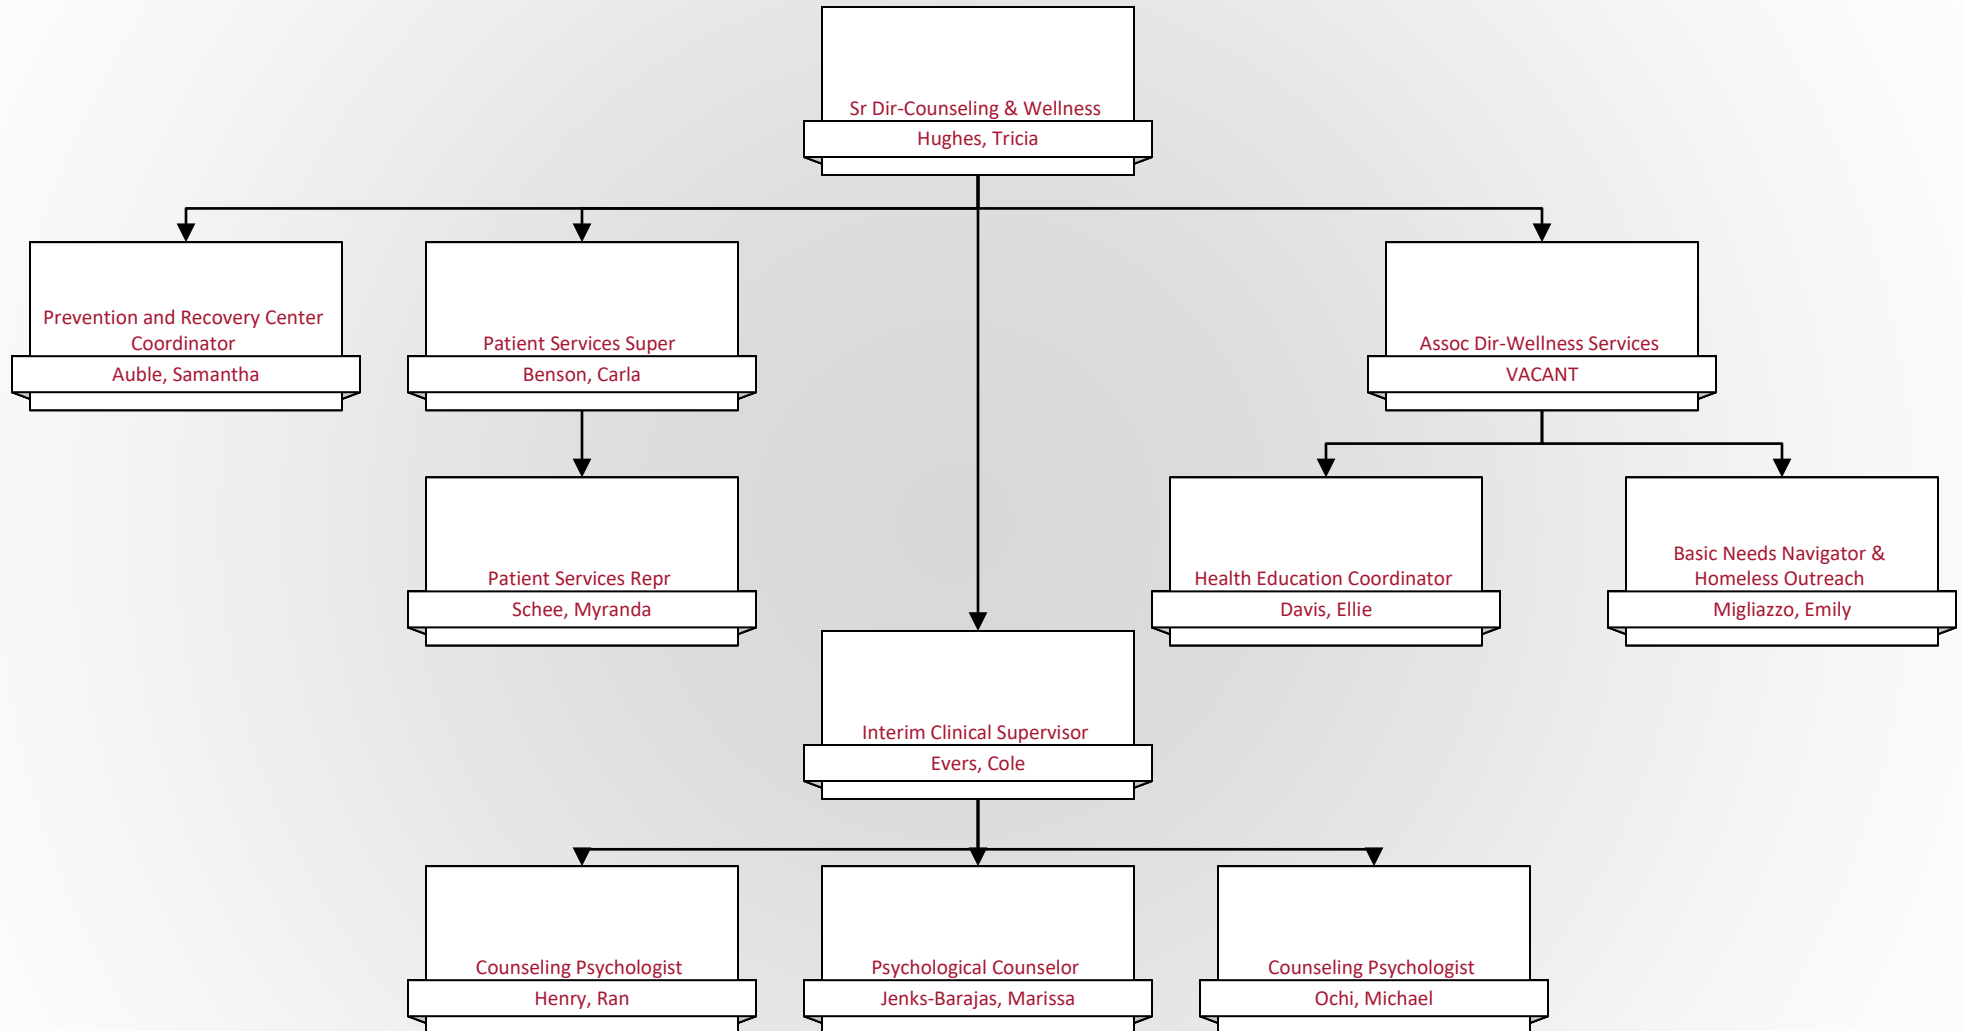 Sr Dir-Counseling & Wellness
Hughes, Tricia
Prevention and Recovery Center
Coordinator
Auble, Samantha
Patient Services Super
Benson, Carla
Assoc Dir-Wellness Services
VACANT
Patient Services Repr
Schee, Myranda
Health Education Coordinator
Davis, Ellie
Basic Needs Navigator &
Homeless Outreach
Migliazzo, Emily
Interim Clinical Supervisor
Evers, Cole
Counseling Psychologist
Henry, Ran
Psychological Counselor
Jenks-Barajas, Marissa
Counseling Psychologist
Ochi, Michael